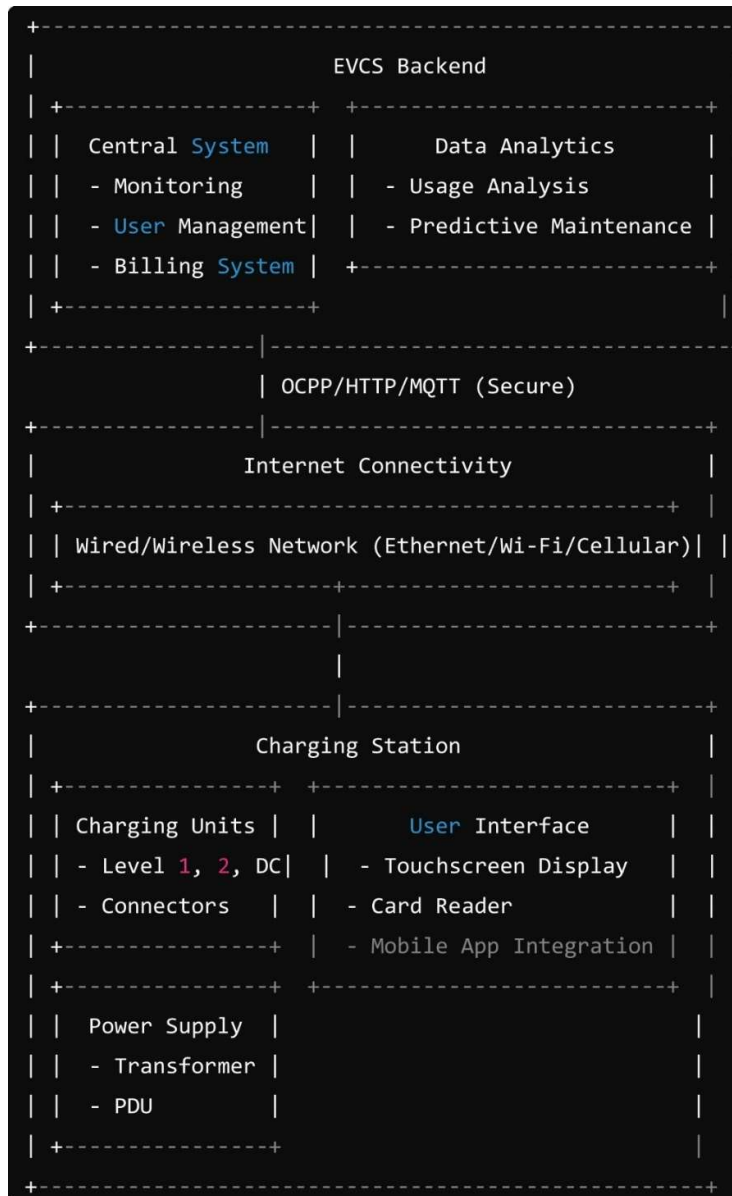 EVCS Backend
Central System
- Monitoring
- User Management
- Billing System
Data Analytics
- Usage Analysis
- Predictive Maintenance
OCPP/HTTP/MQTT (Secure)
Internet Connectivity
Wired/Wireless Network (Ethernet/Wi-Fi/Cellular)
Charging Station
Charging Units
- Level 1, 2, DC
- Connectors
User Interface
- Touchscreen Display
- Card Reader
- Mobile App Integration
Power Supply
- Transformer
- PDU